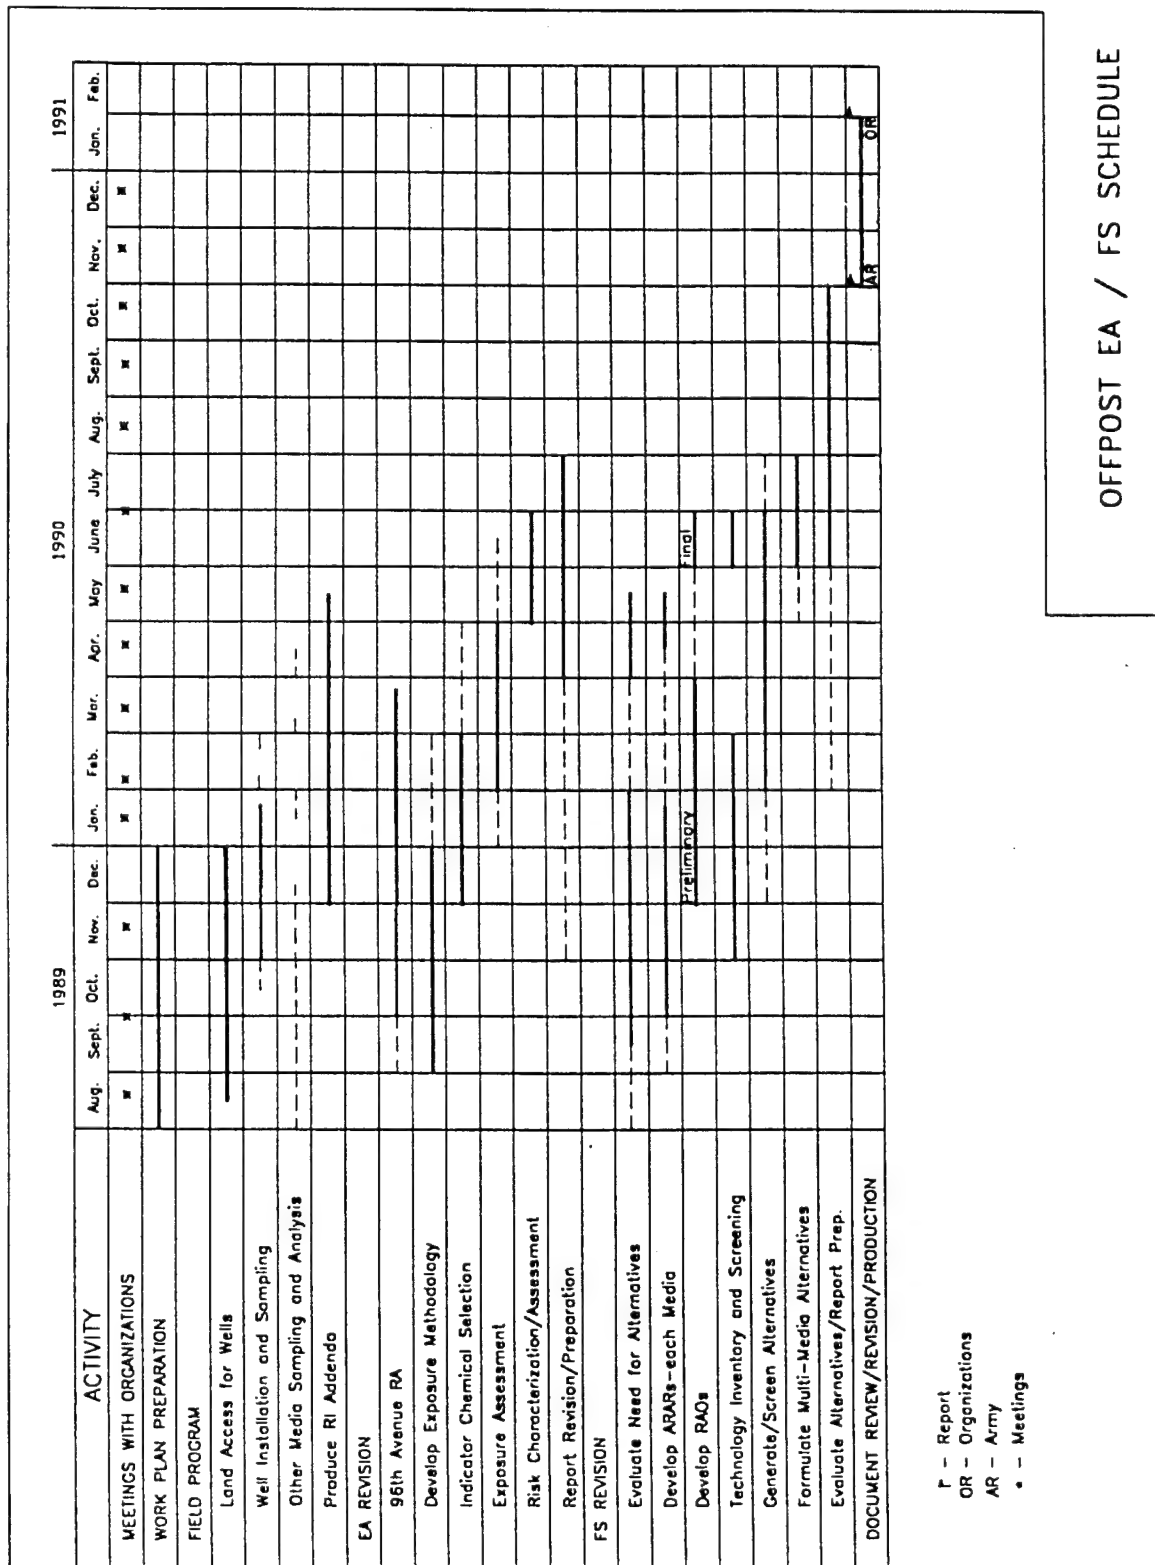 1989 1990 1991
ACTIVITY Aug. Sept. Oct. Nov. Dec. Jan. Feb. Mar. Apr. May June July Aug. Sept. Oct. Nov. Dec. Jan. Feb.
MEETINGS WITH ORGANIZATIONS
WORK PLAN PREPARATION
FIELD PROGRAM
Land Access for Wells
Well Installation and Sampling
Other Media Sampling and Analysis
Produce RI Addenda
EA REVISION
96th Avenue RA
Develop Exposure Methodology
Indicator Chemical Selection
Exposure Assessment
Risk Characterization/Assessment
Report Revision/Preparation
FS REVISION
Evaluate Need for Alternatives
Develop ARARs-each Media
Develop RAOs Preliminary Final
Technology Inventory and Screening
Generate/Screen Alternatives
Formulate Multi-Media Alternatives
Evaluate Alternatives/Report Prep.
DOCUMENT REVIEW/REVISION/PRODUCTION AR OR
- Report
OR - Organizations
AR - Army
* - Meetings
OFFPOST EA / FS SCHEDULE